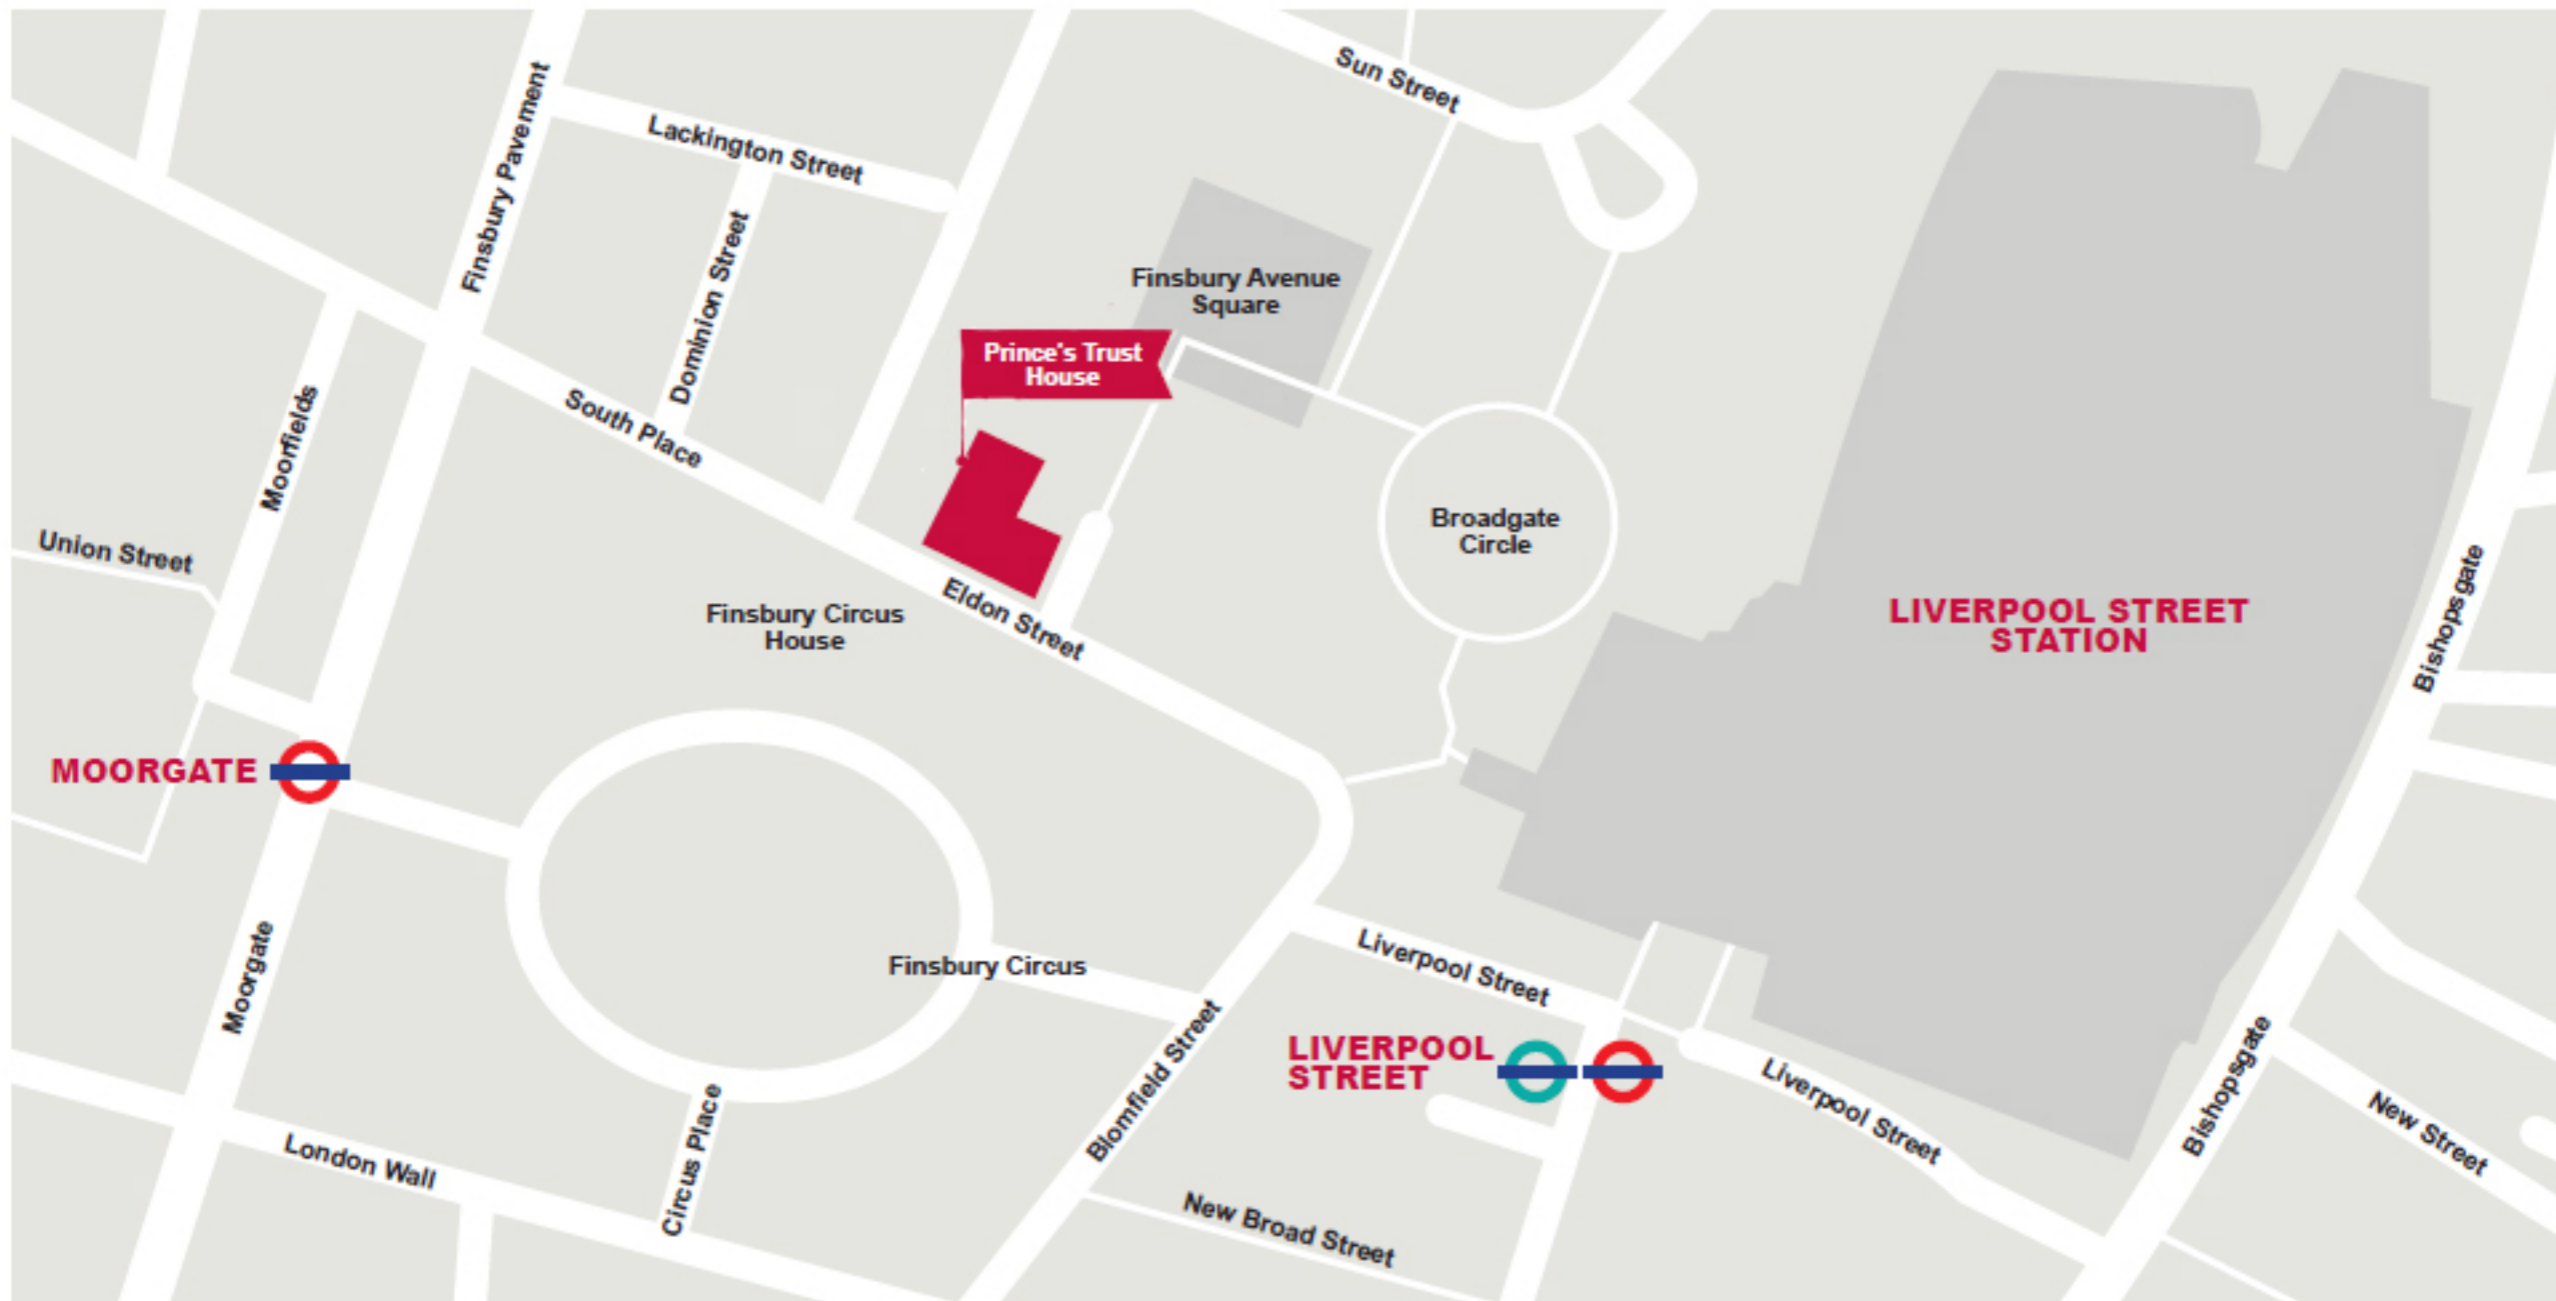 Sun Street
Finsbury Pavement
Lackington Street
Dominion Street
Finsbury Avenue
Square
Prince's Trust
House
Moorfields
South Place
Union Street
Broadgate
Circle
Eldon Street
Finsbury Circus
House
LIVERPOOL STREET
STATION
Bishopsgate
MOORGATE
Moorgate
Finsbury Circus
Liverpool Street
Blomfield Street
LIVERPOOL
STREET
Liverpool Street
Bishopsgate
New Street
London Wall
Circus Place
New Broad Street